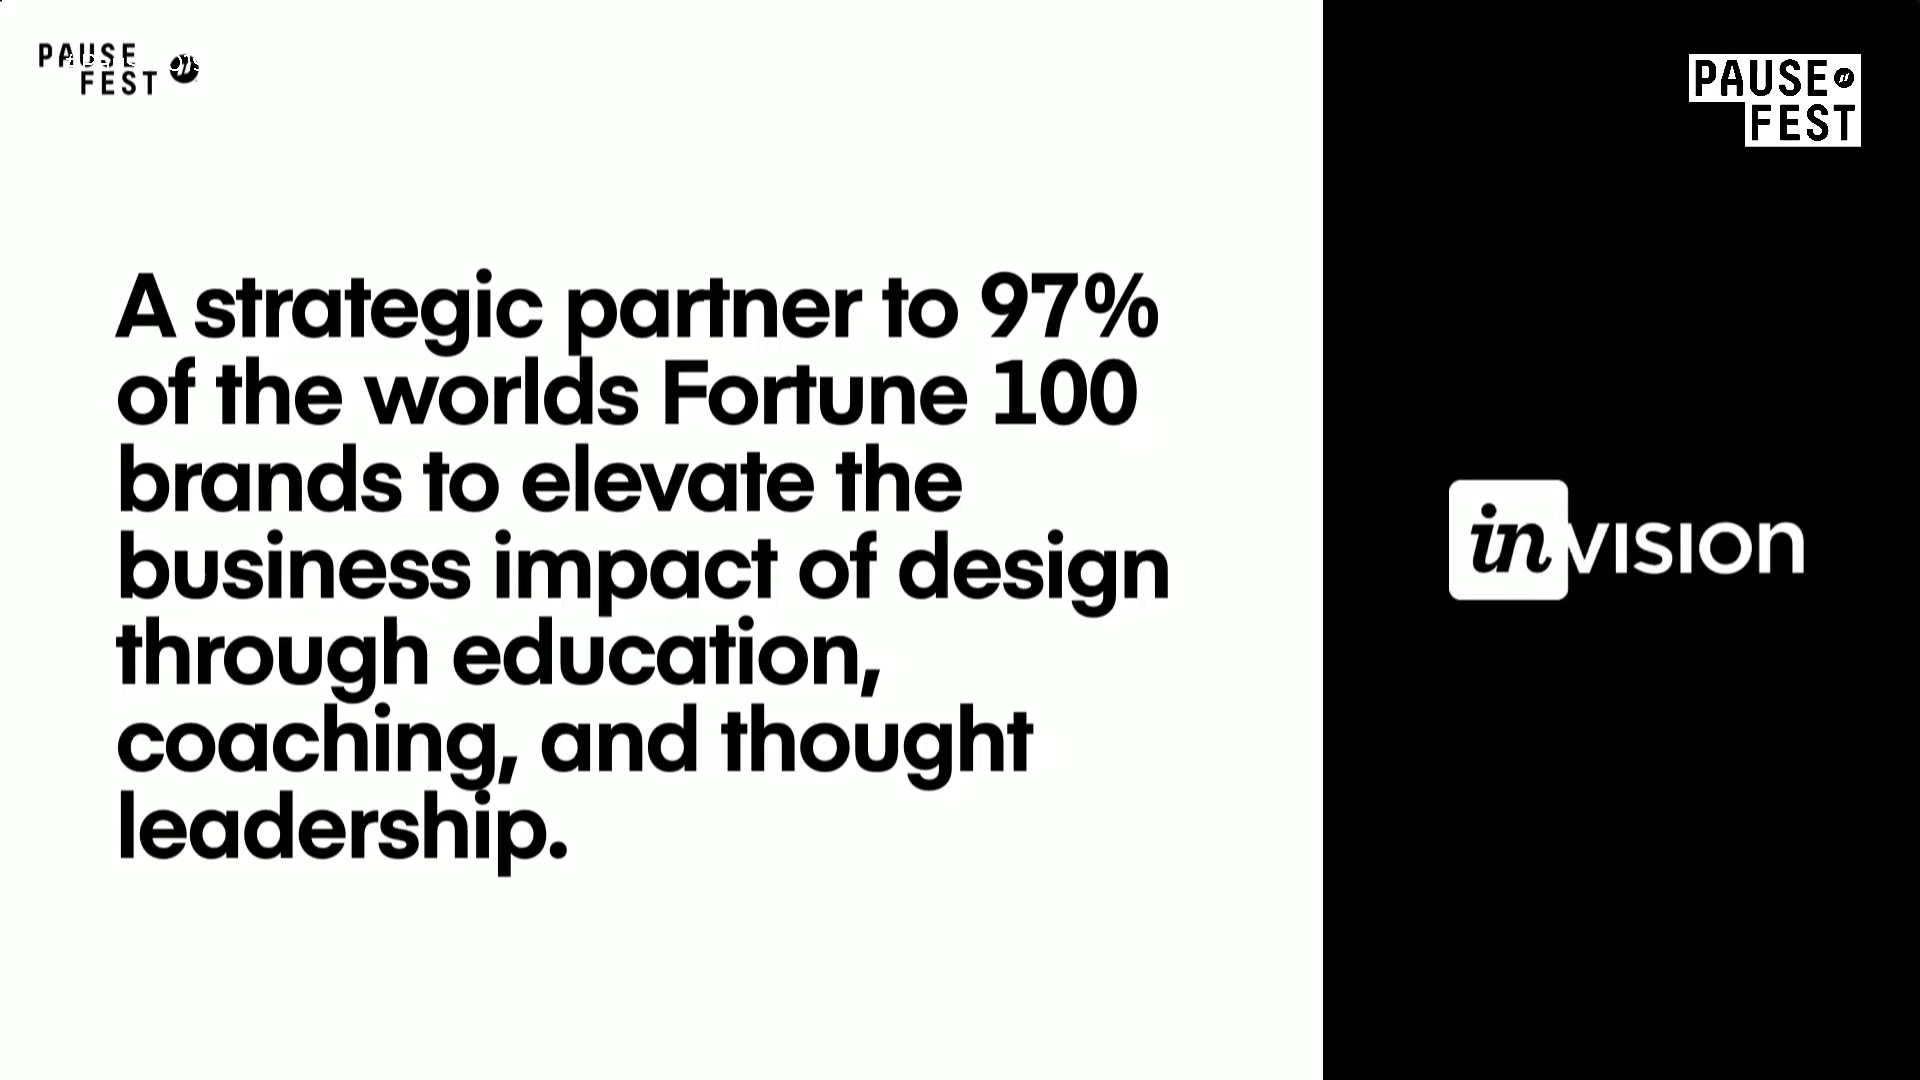 PAUSE
FEST
PAUSE
FEST
A strategic partner to 97%
of the worlds Fortune 100
brands to elevate the
business impact of design
through education,
coaching, and thought
leadership.
invision